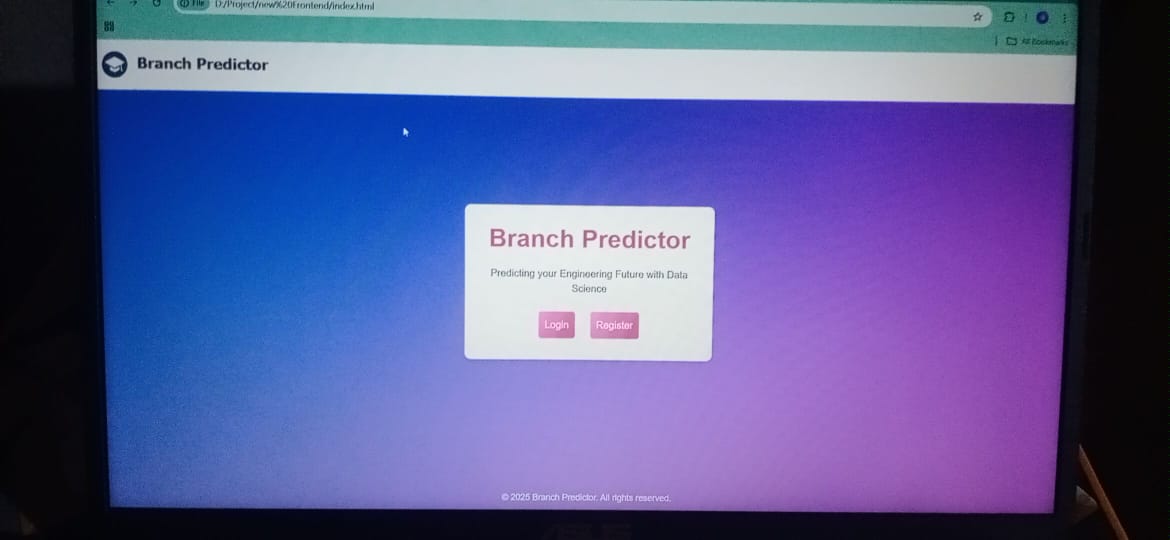 File D:/Project/new%20Frontend/index.html
All Bookmarks
Branch Predictor
Branch Predictor
Predicting your Engineering Future with Data
Science
Login Register
© 2025 Branch Predictor. All rights reserved.